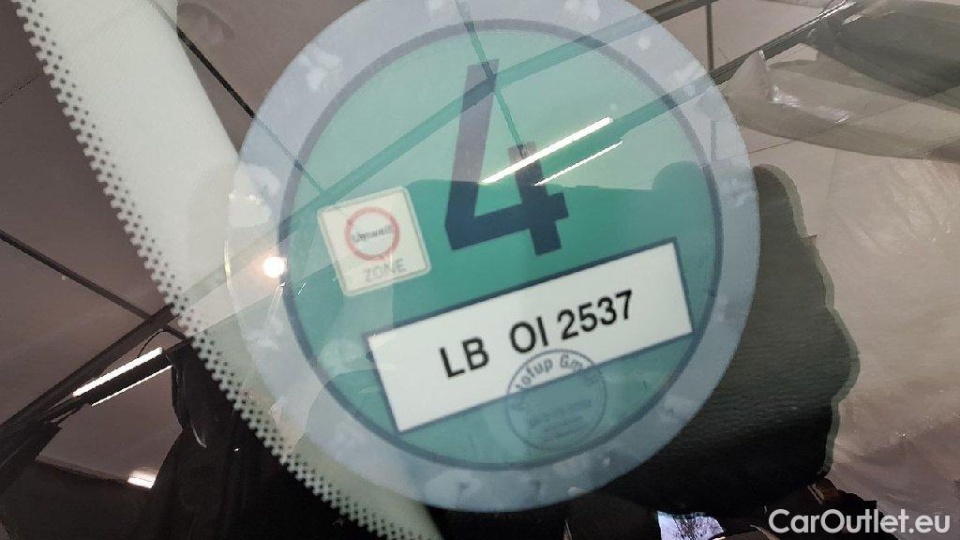 4
Umwelt
ZONE
LB OI 2537
CarOutlet.eu